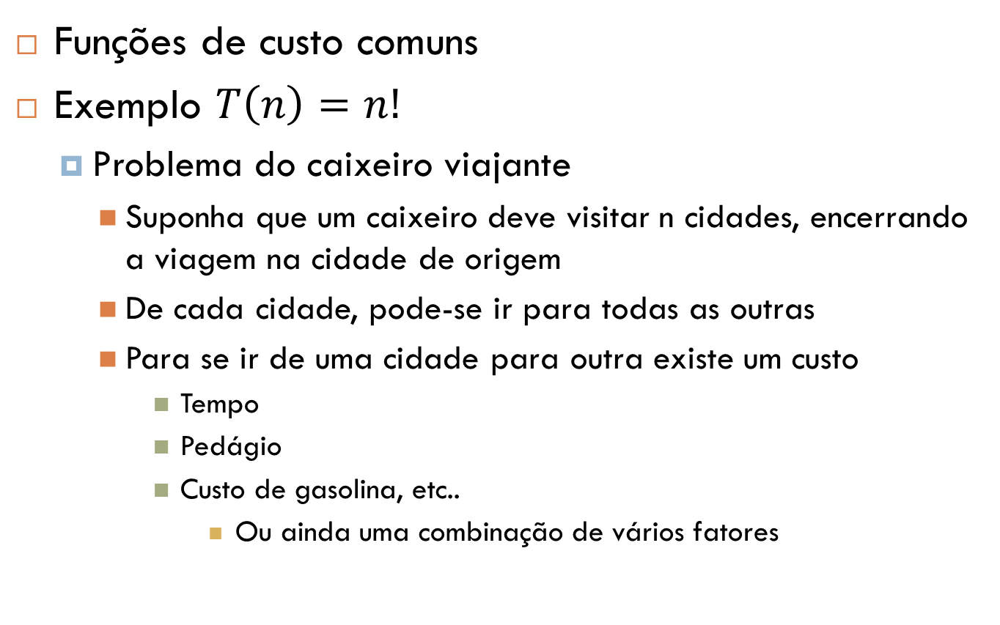 Funções de custo comuns
Exemplo T(n) = n!
Problema do caixeiro viajante
Suponha que um caixeiro deve visitar n cidades, encerrando
a viagem na cidade de origem
De cada cidade, pode-se ir para todas as outras
Para se ir de uma cidade para outra existe um custo
Tempo
Pedágio
Custo de gasolina, etc..
Ou ainda uma combinação de vários fatores